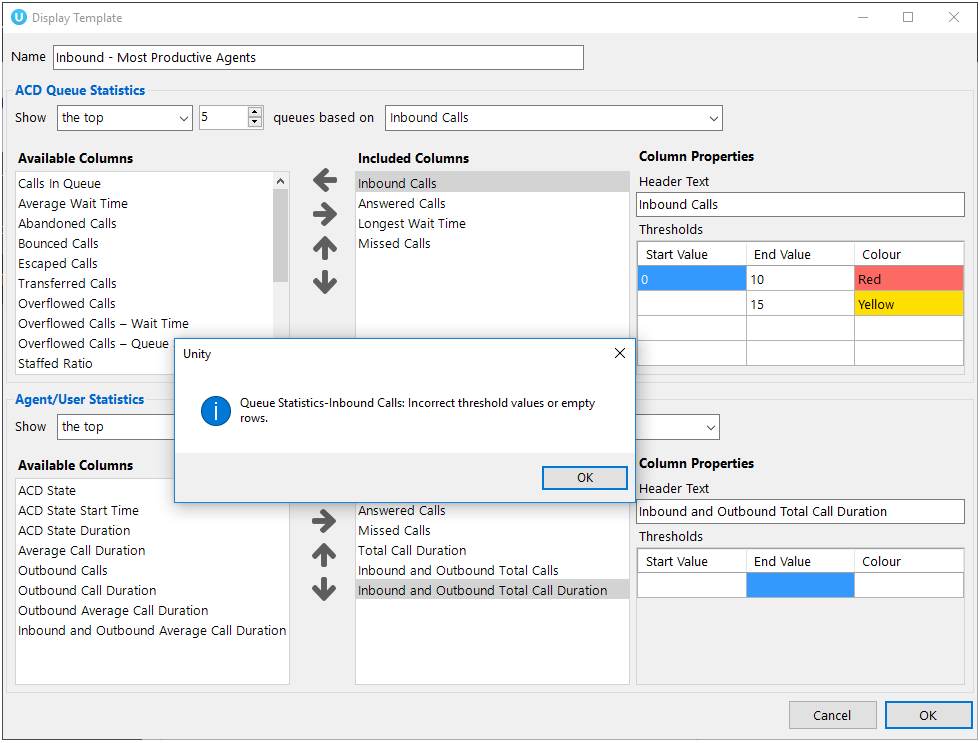 U Display Template
Name Inbound - Most Productive Agents
ACD Queue Statistics
Show the top 5 queues based on Inbound Calls
Available Columns
Calls In Queue
Average Wait Time
Abandoned Calls
Bounced Calls
Escaped Calls
Transferred Calls
Overflowed Calls
Overflowed Calls – Wait Time
Overflowed Calls – Queue
Staffed Ratio
Included Columns
Inbound Calls
Answered Calls
Longest Wait Time
Missed Calls
Column Properties
Header Text
Inbound Calls
Thresholds
Start Value End Value Colour
0 10 Red
15 Yellow
Unity
Queue Statistics-Inbound Calls: Incorrect threshold values or empty
rows.
OK
Agent/User Statistics
Show the top
Available Columns
ACD State
ACD State Start Time
ACD State Duration
Average Call Duration
Outbound Calls
Outbound Call Duration
Outbound Average Call Duration
Inbound and Outbound Average Call Duration
Answered Calls
Missed Calls
Total Call Duration
Inbound and Outbound Total Calls
Inbound and Outbound Total Call Duration
Column Properties
Header Text
Inbound and Outbound Total Call Duration
Thresholds
Start Value End Value Colour
Cancel OK